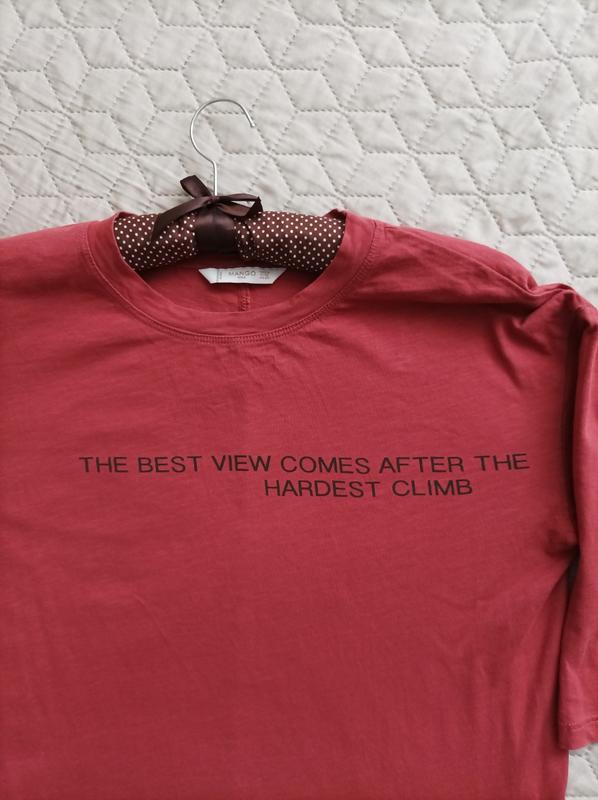 MANGO
THE BEST VIEW COMES AFTER THE
HARDEST CLIMB